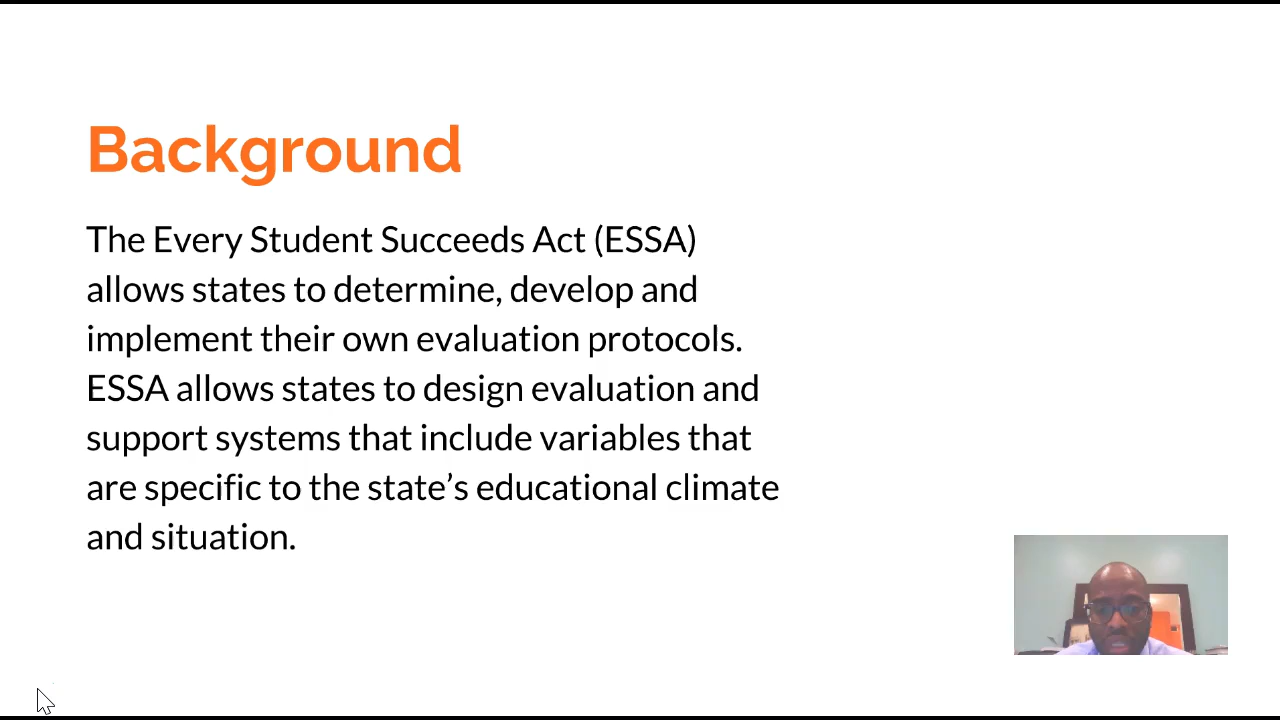 Background
The Every Student Succeeds Act (ESSA)
allows states to determine, develop and
implement their own evaluation protocols.
ESSA allows states to design evaluation and
support systems that include variables that
are specific to the state’s educational climate
and situation.